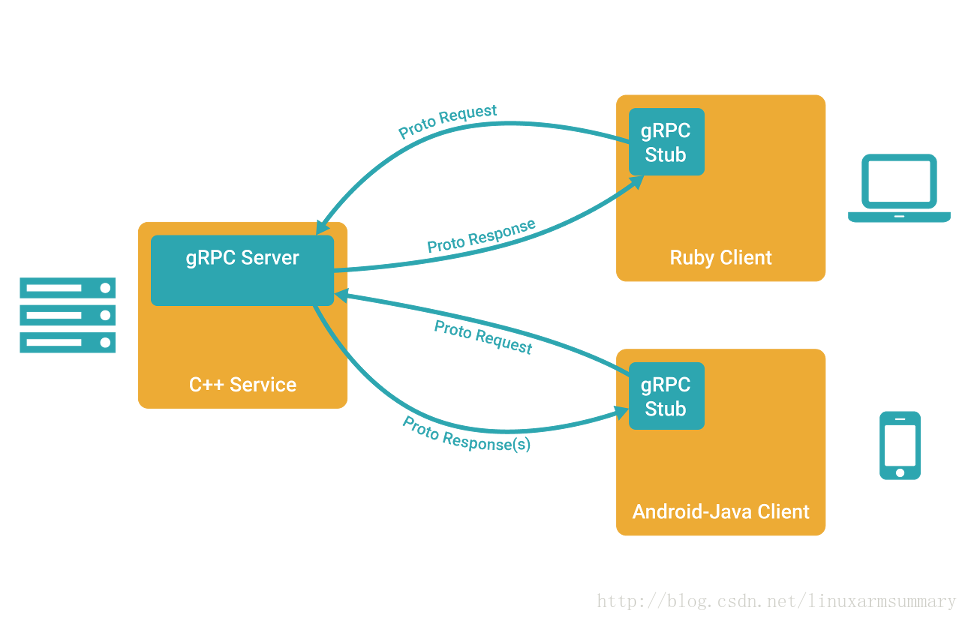 Proto Request
gRPC
Stub
Proto Response
Ruby Client
gRPC Server
C++ Service
Proto Request
gRPC
Stub
Proto Response(s)
Android-Java Client
http://blog.csdn.net/linuxarmsummary